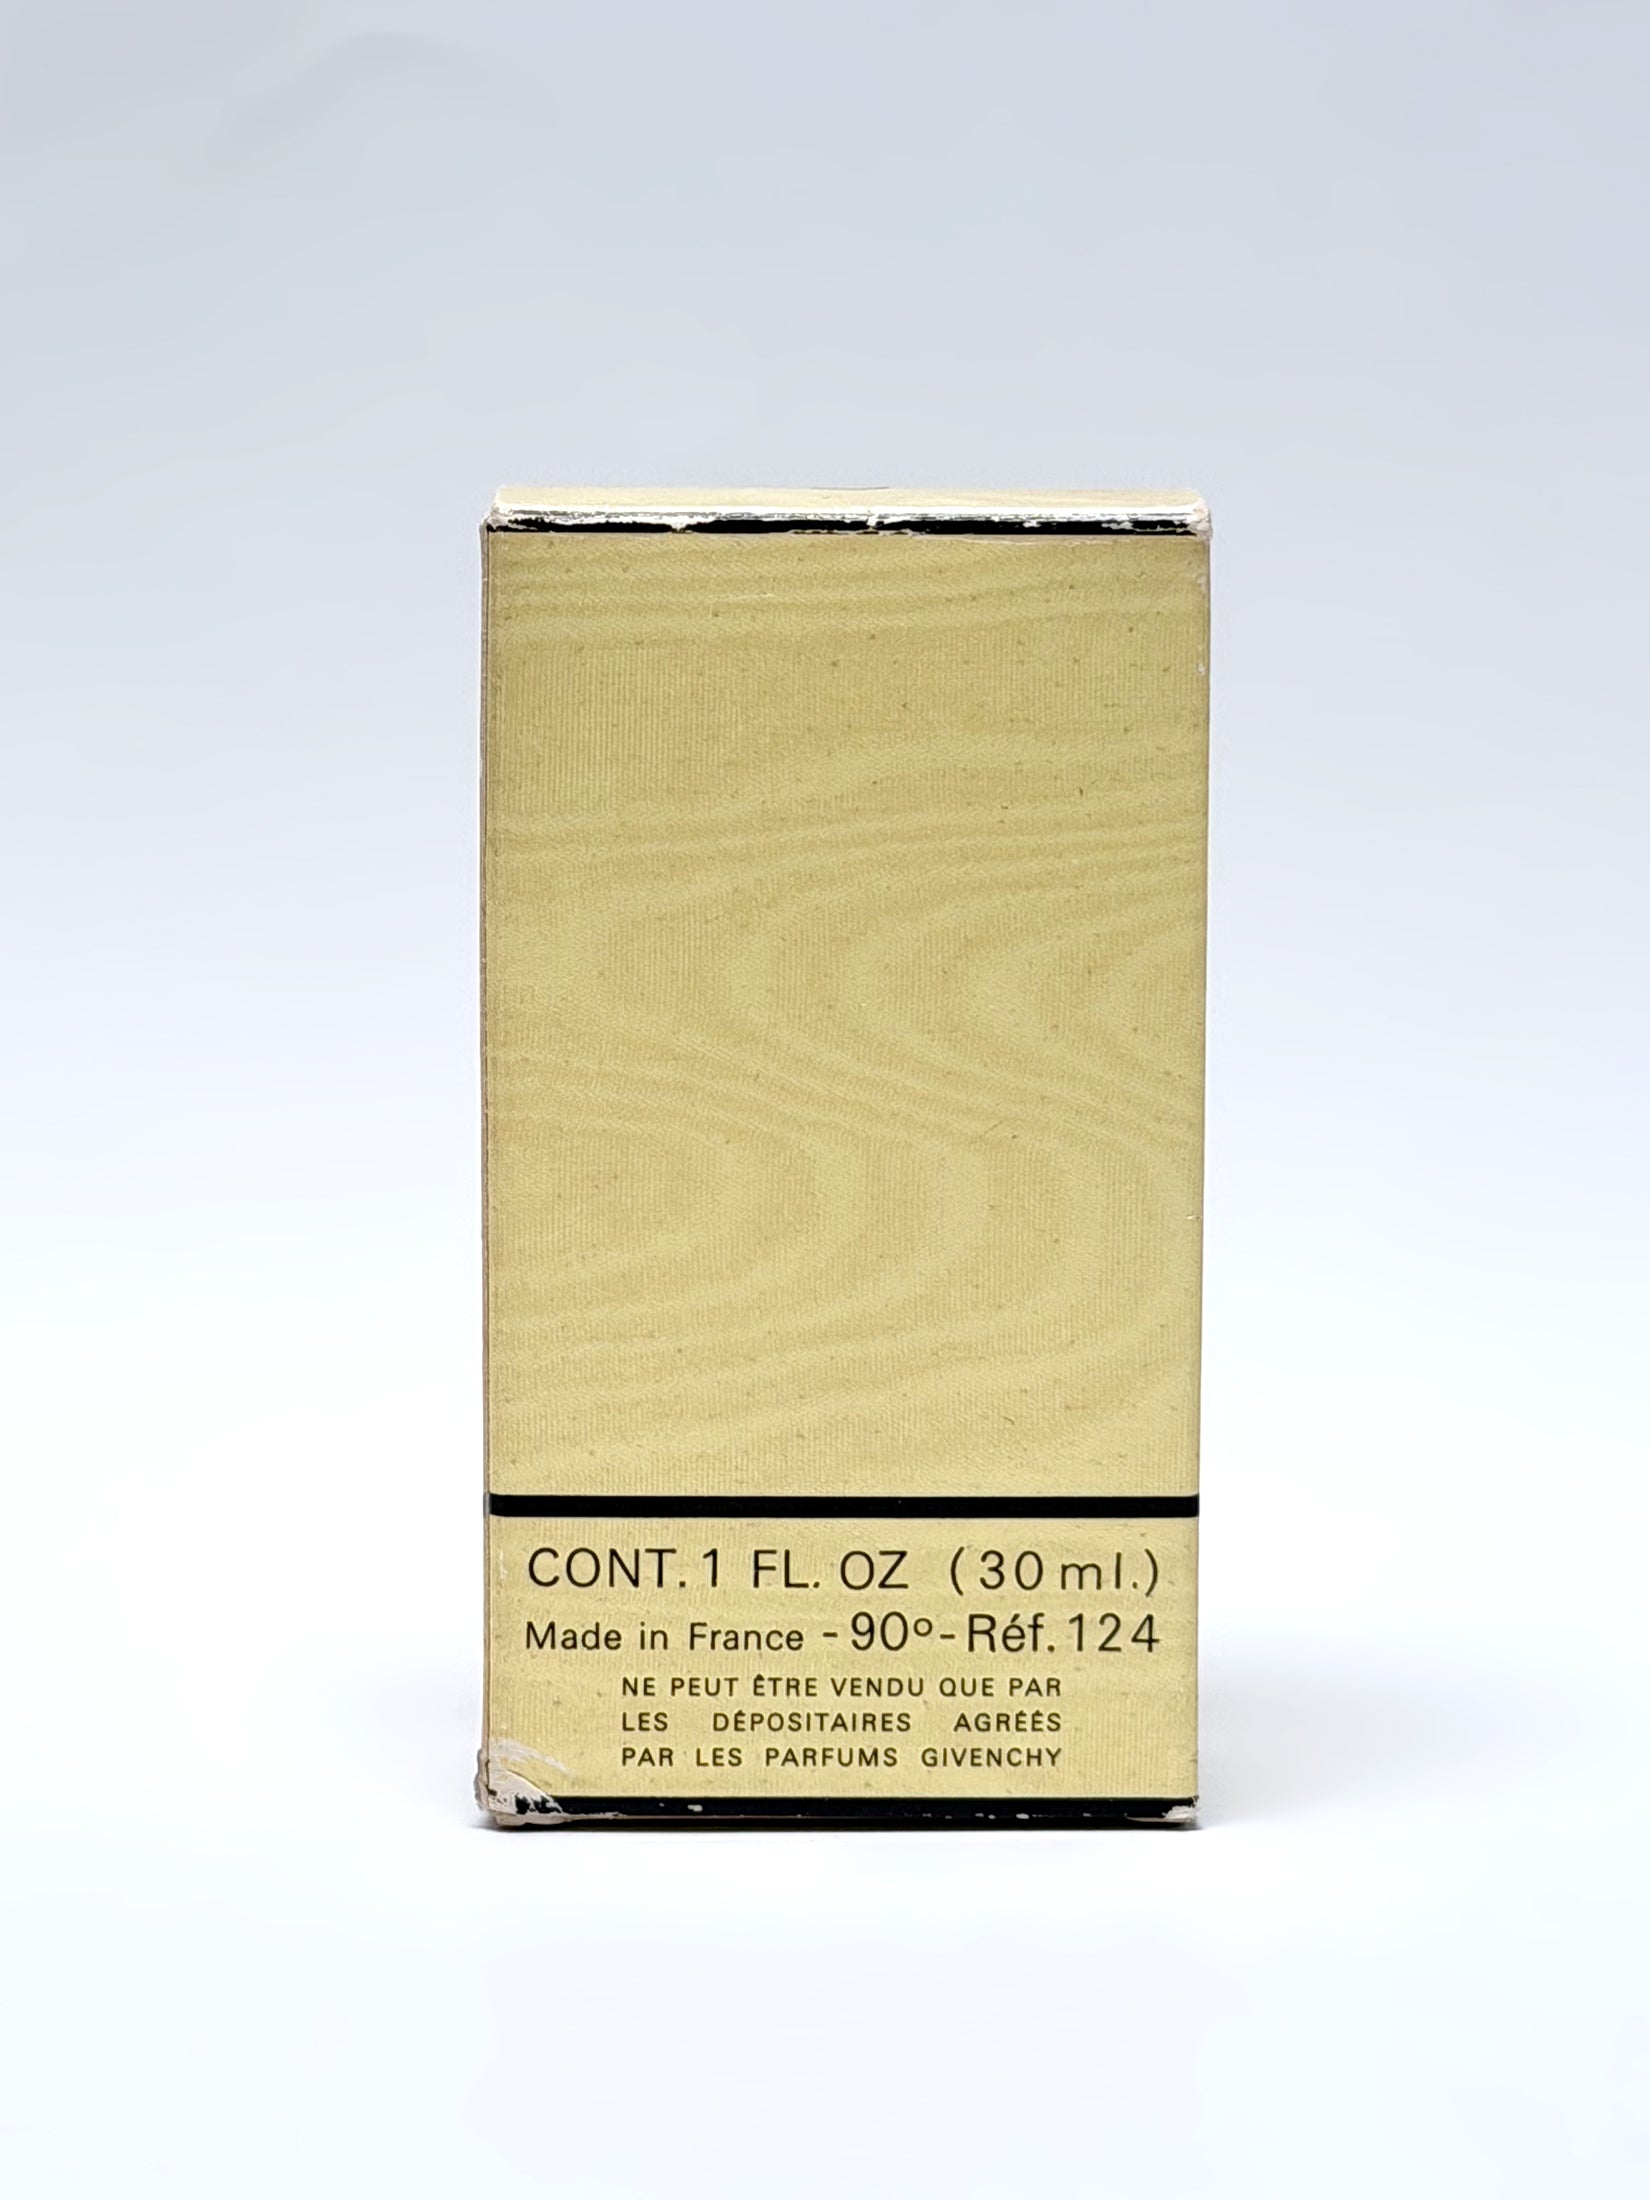 CONT. 1 FL. OZ (30 ml.)
Made in France - 90º - Réf. 124
NE PEUT ÊTRE VENDU QUE PAR
LES DÉPOSITAIRES AGRÉÉS
PAR LES PARFUMS GIVENCHY